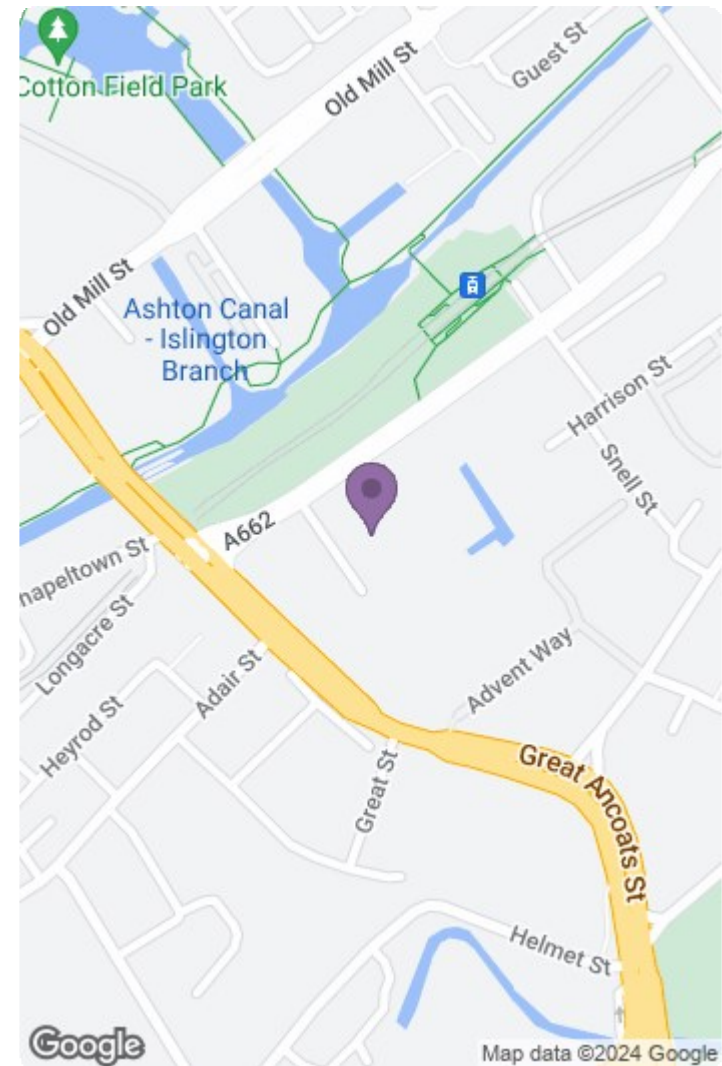 Cotton Field Park
Old Mill St
Guest St
Old Mill St
Ashton Canal
- Islington
Branch
Harrison St
Snell St
A662
hapeltown St
Longacre St
Adair St
Heyrod St
Advent Way
Great St
Great Ancoats St
Helmet St
Google
Map data ©2024 Google